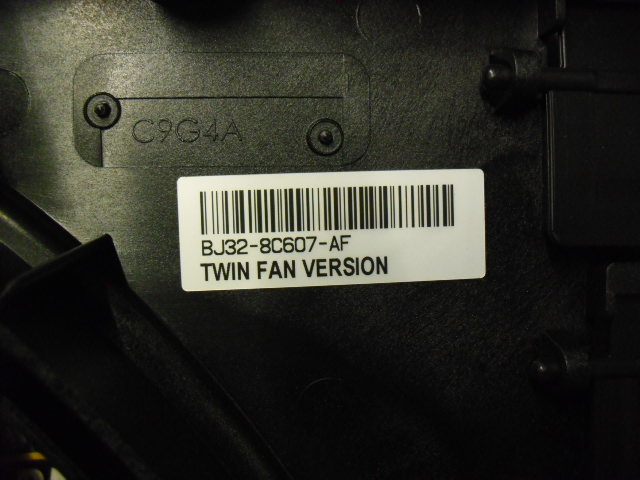 C9G4A
BJ32-8C607-AF
TWIN FAN VERSION